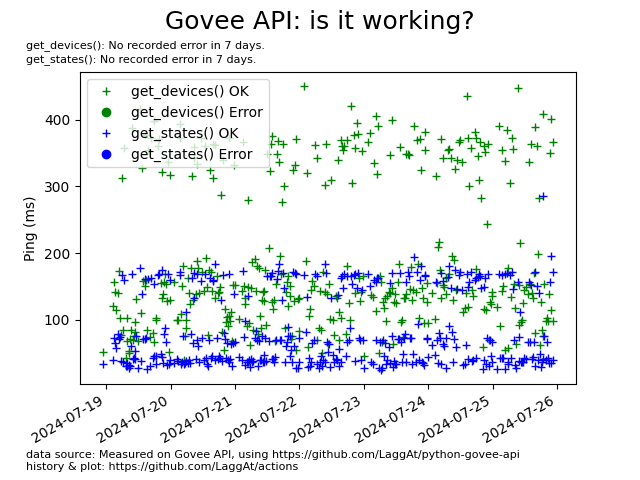 Govee API: is it working?
get_devices(): No recorded error in 7 days.
get_states(): No recorded error in 7 days.
get_devices() OK
get_devices() Error
get_states() OK
get_states() Error
Ping (ms)
400
300
200
100
2024-07-19
2024-07-20
2024-07-21
2024-07-22
2024-07-23
2024-07-24
2024-07-25
2024-07-26
data source: Measured on Govee API, using https://github.com/LaggAt/python-govee-api
history & plot: https://github.com/LaggAt/actions